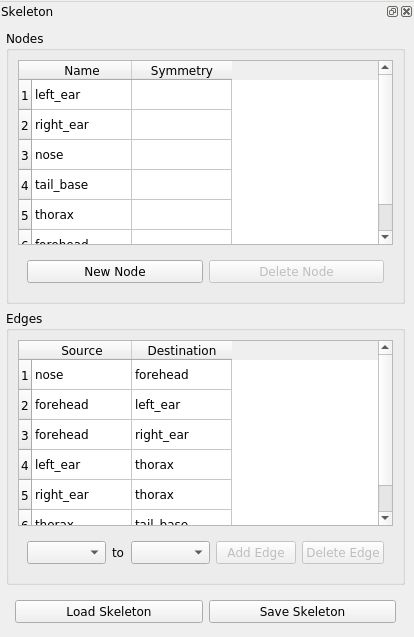 Skeleton
Nodes
Name Symmetry
1 left_ear
2 right_ear
3 nose
4 tail_base
5 thorax
6 forehead
New Node Delete Node
Edges
Source Destination
1 nose forehead
2 forehead left_ear
3 forehead right_ear
4 left_ear thorax
5 right_ear thorax
6 thorax tail_base
to Add Edge Delete Edge
Load Skeleton Save Skeleton